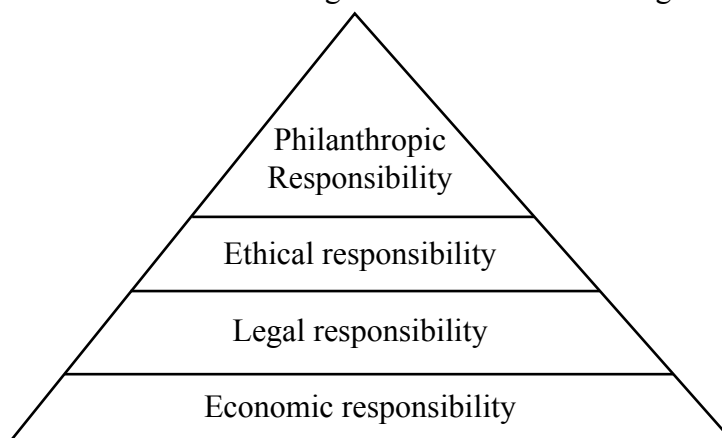 Philanthropic
Responsibility
Ethical responsibility
Legal responsibility
Economic responsibility